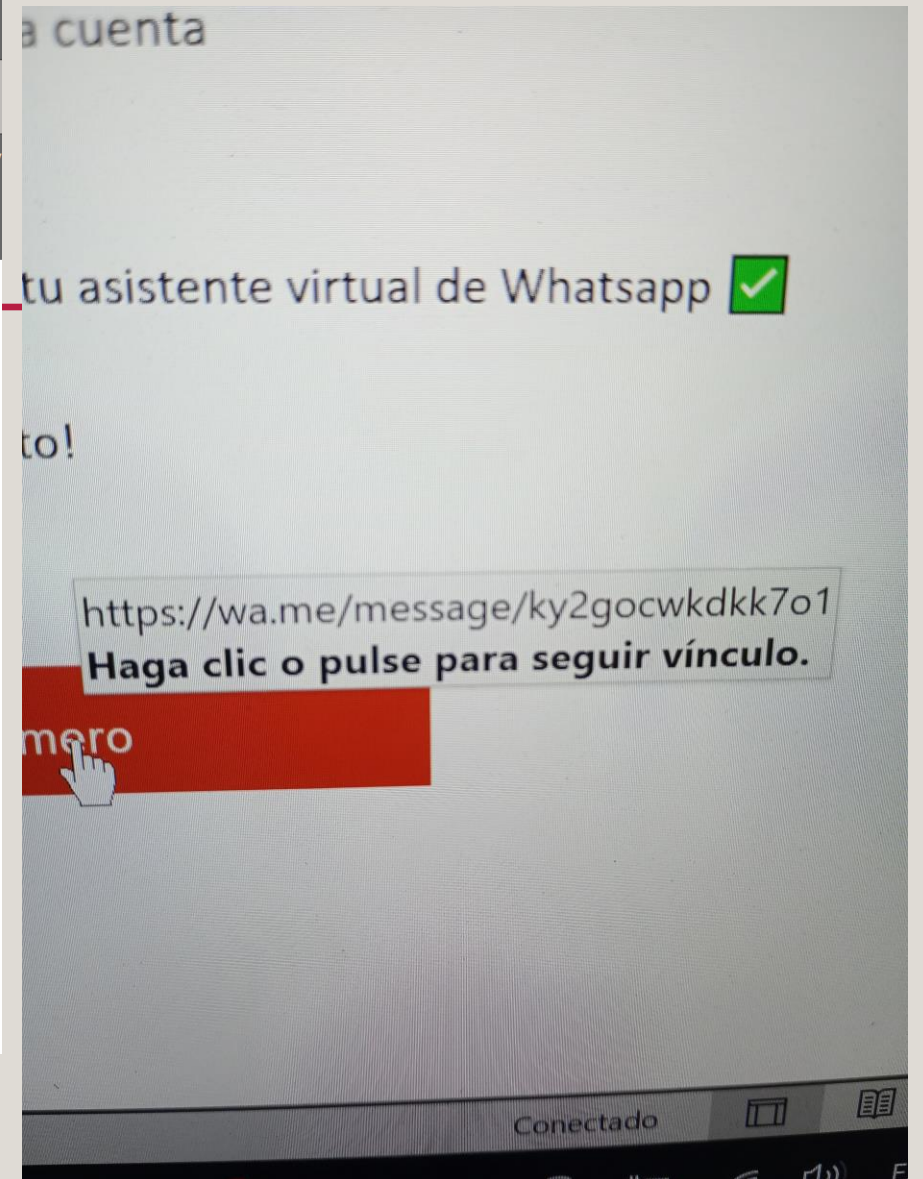 a cuenta
tu asistente virtual de Whatsapp
to!
https://wa.me/message/ky2gocwkdkk7o1
Haga clic o pulse para seguir vínculo.
mero
Conectado